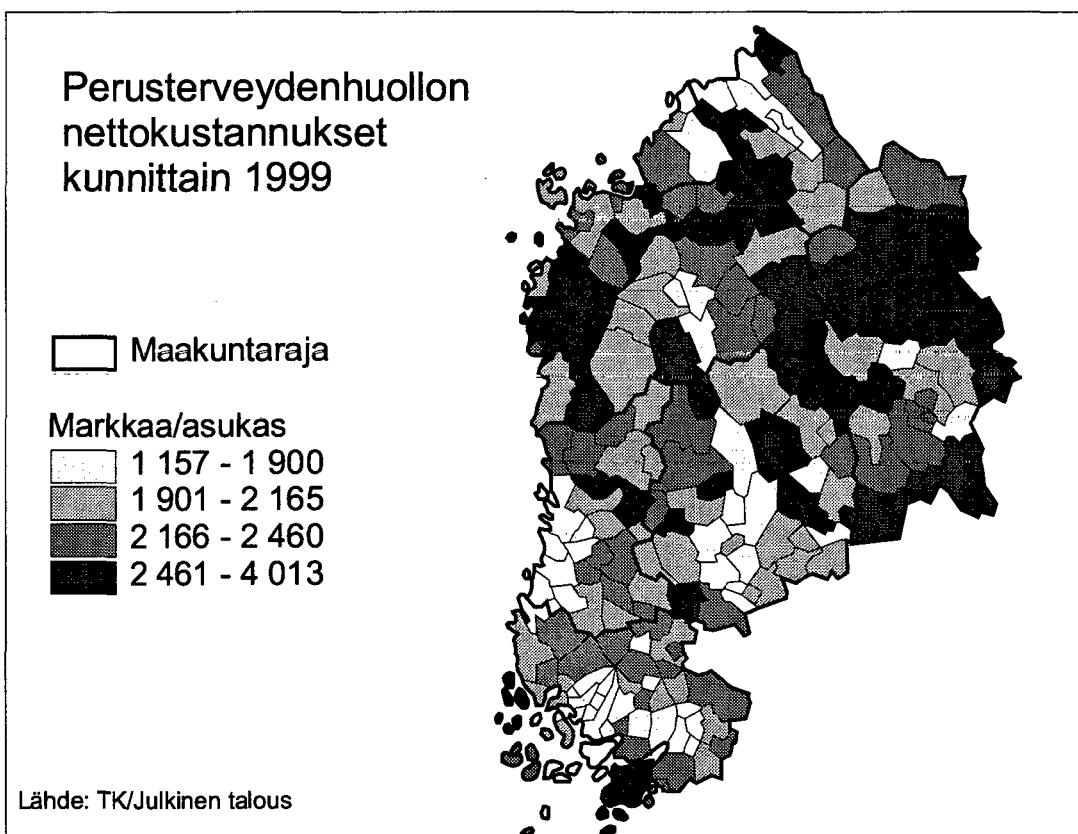 Perusterveydenhuollon
nettokustannukset
kunnittain 1999
Maakuntaraja
Markkaa/asukas
1 157 - 1 900
1 901 - 2 165
2 166 - 2 460
2 461 - 4 013
Lähde: TK/Julkinen talous